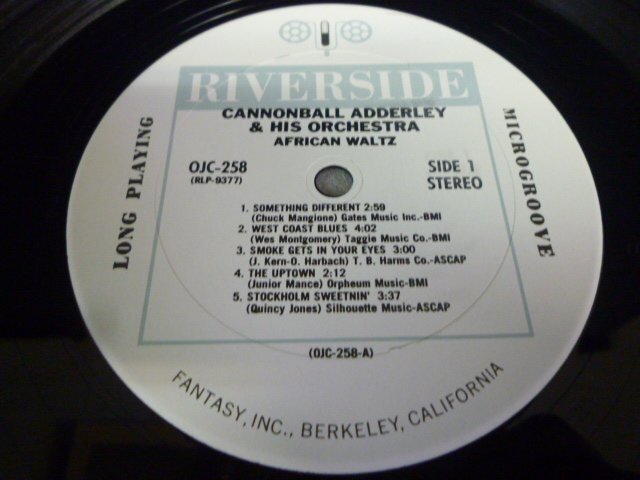 RIVERSIDE
CANNONBALL ADDERLEY
& HIS ORCHESTRA
AFRICAN WALTZ
OJC-258
(RLP-9377)
SIDE 1
STEREO
LONG PLAYING
MICROGROOVE
1. SOMETHING DIFFERENT 2:59
(Chuck Mangione) Gates Music Inc.-BMI
2. WEST COAST BLUES 4:02
(Wes Montgomery) Taggie Music Co.-BMI
3. SMOKE GETS IN YOUR EYES 3:00
(J. Kern-O. Harbach) T. B. Harms Co.-ASCAP
4. THE UPTOWN 2:12
(Junior Mance) Orpheum Music-BMI
5. STOCKHOLM SWEETNIN' 3:37
(Quincy Jones) Silhouette Music-ASCAP
(OJC-258-A)
FANTASY, INC., BERKELEY, CALIFORNIA